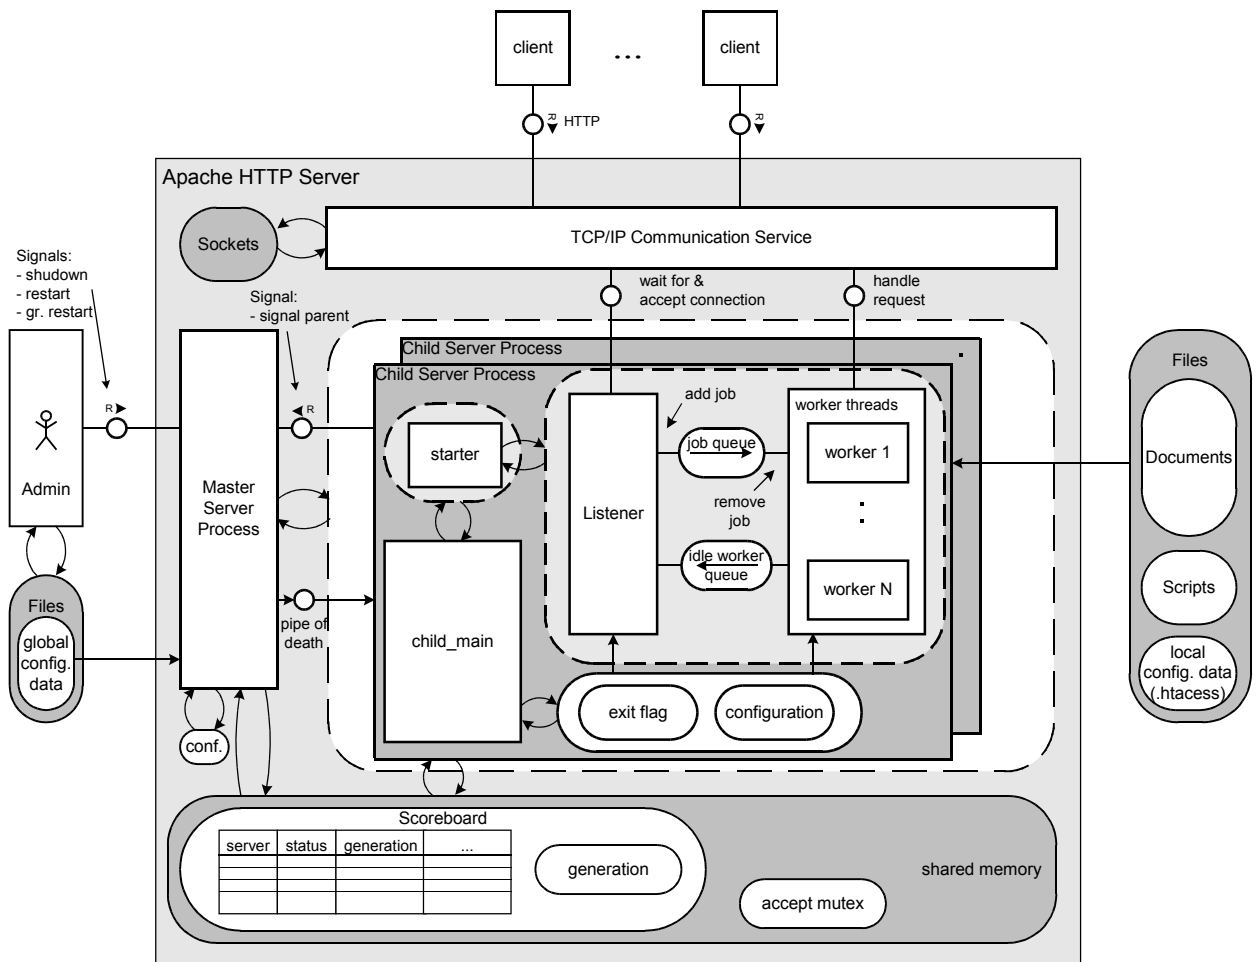 client
...
client
R
HTTP
R
Apache HTTP Server
Sockets
TCP/IP Communication Service
Signals:
- shudown
- restart
- gr. restart
Signal:
- signal parent
wait for &
accept connection
handle
request
Child Server Process
Child Server Process
R
R
Admin
Master
Server
Process
starter
Listener
add job
job queue
remove
job
idle worker
queue
worker threads
worker 1
worker N
Files
Documents
Scripts
local
config. data
(.htacess)
Files
global
config.
data
pipe of
death
child_main
exit flag
configuration
conf.
Scoreboard
server
status
generation
...
generation
accept mutex
shared memory